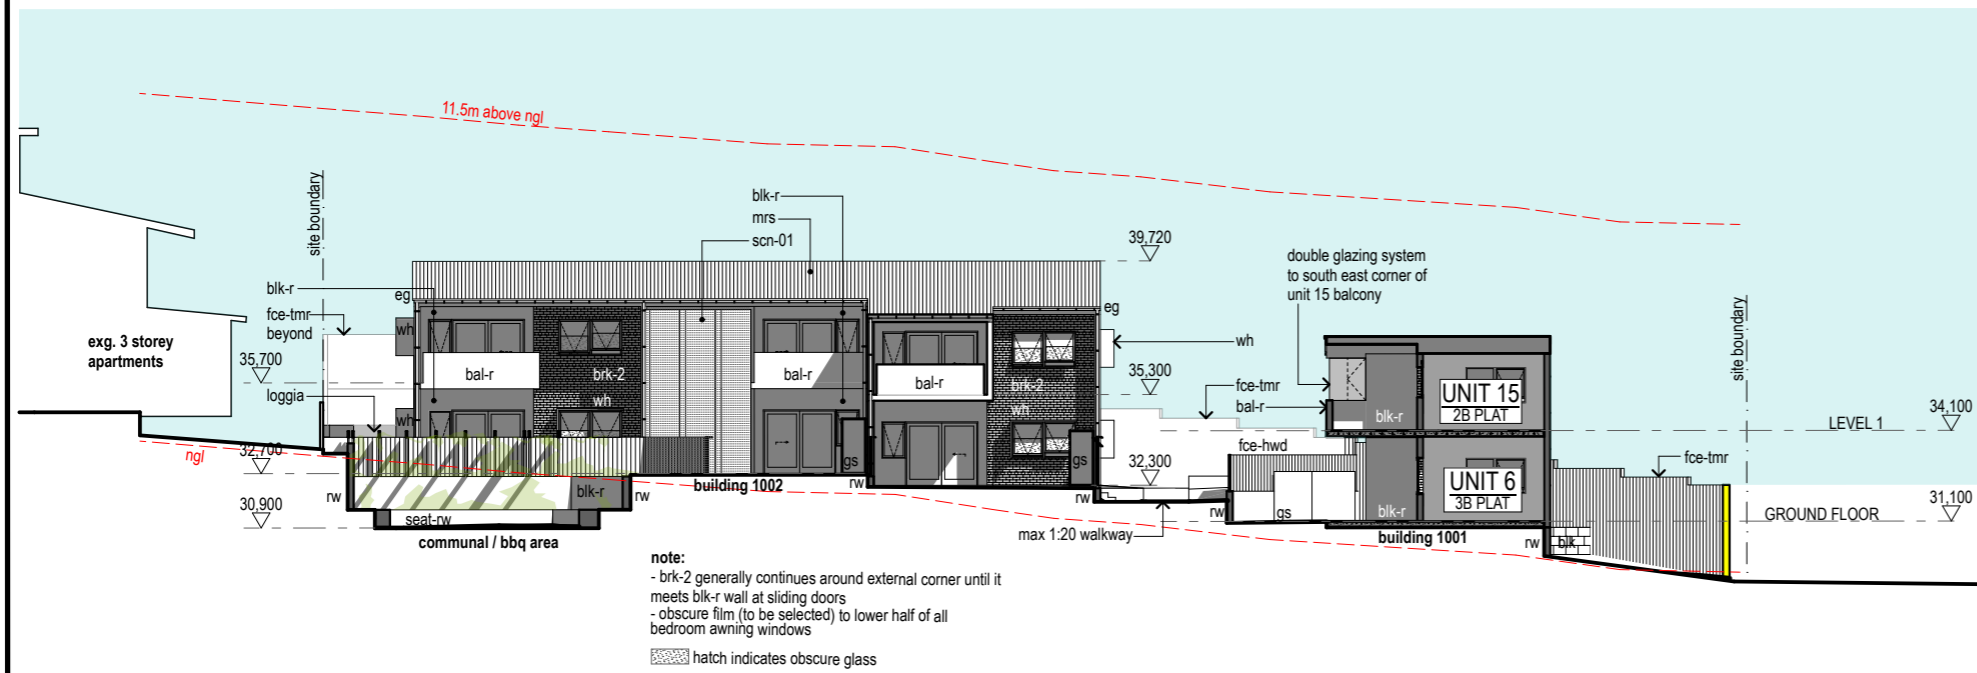 11.5m above ngl
site boundary
blk-r
mrs
scn-01
39,720
double glazing system
to south east corner of
unit 15 balcony
site boundary
blk-r
eg
eg
fce-tmr
beyond
wh
wh
exg. 3 storey
apartments
35,700
bal-r
brk-2
bal-r
bal-r
brk-2
35,300
fce-tmr
bal-r
UNIT 15
2B PLAT
loggia
wh
wh
wh
blk-r
LEVEL 1
34,100
ngl
32,700
gs
gs
32,300
fce-hwd
fce-tmr
rw
blk-r
rw
building 1002
rw
rw
rw
gs
UNIT 6
3B PLAT
blk-r
30,900
seat-rw
communal / bbq area
max 1:20 walkway
building 1001
rw
blk
GROUND FLOOR
31,100
note:
- brk-2 generally continues around external corner until it
meets blk-r wall at sliding doors
- obscure film (to be selected) to lower half of all
bedroom awning windows
hatch indicates obscure glass